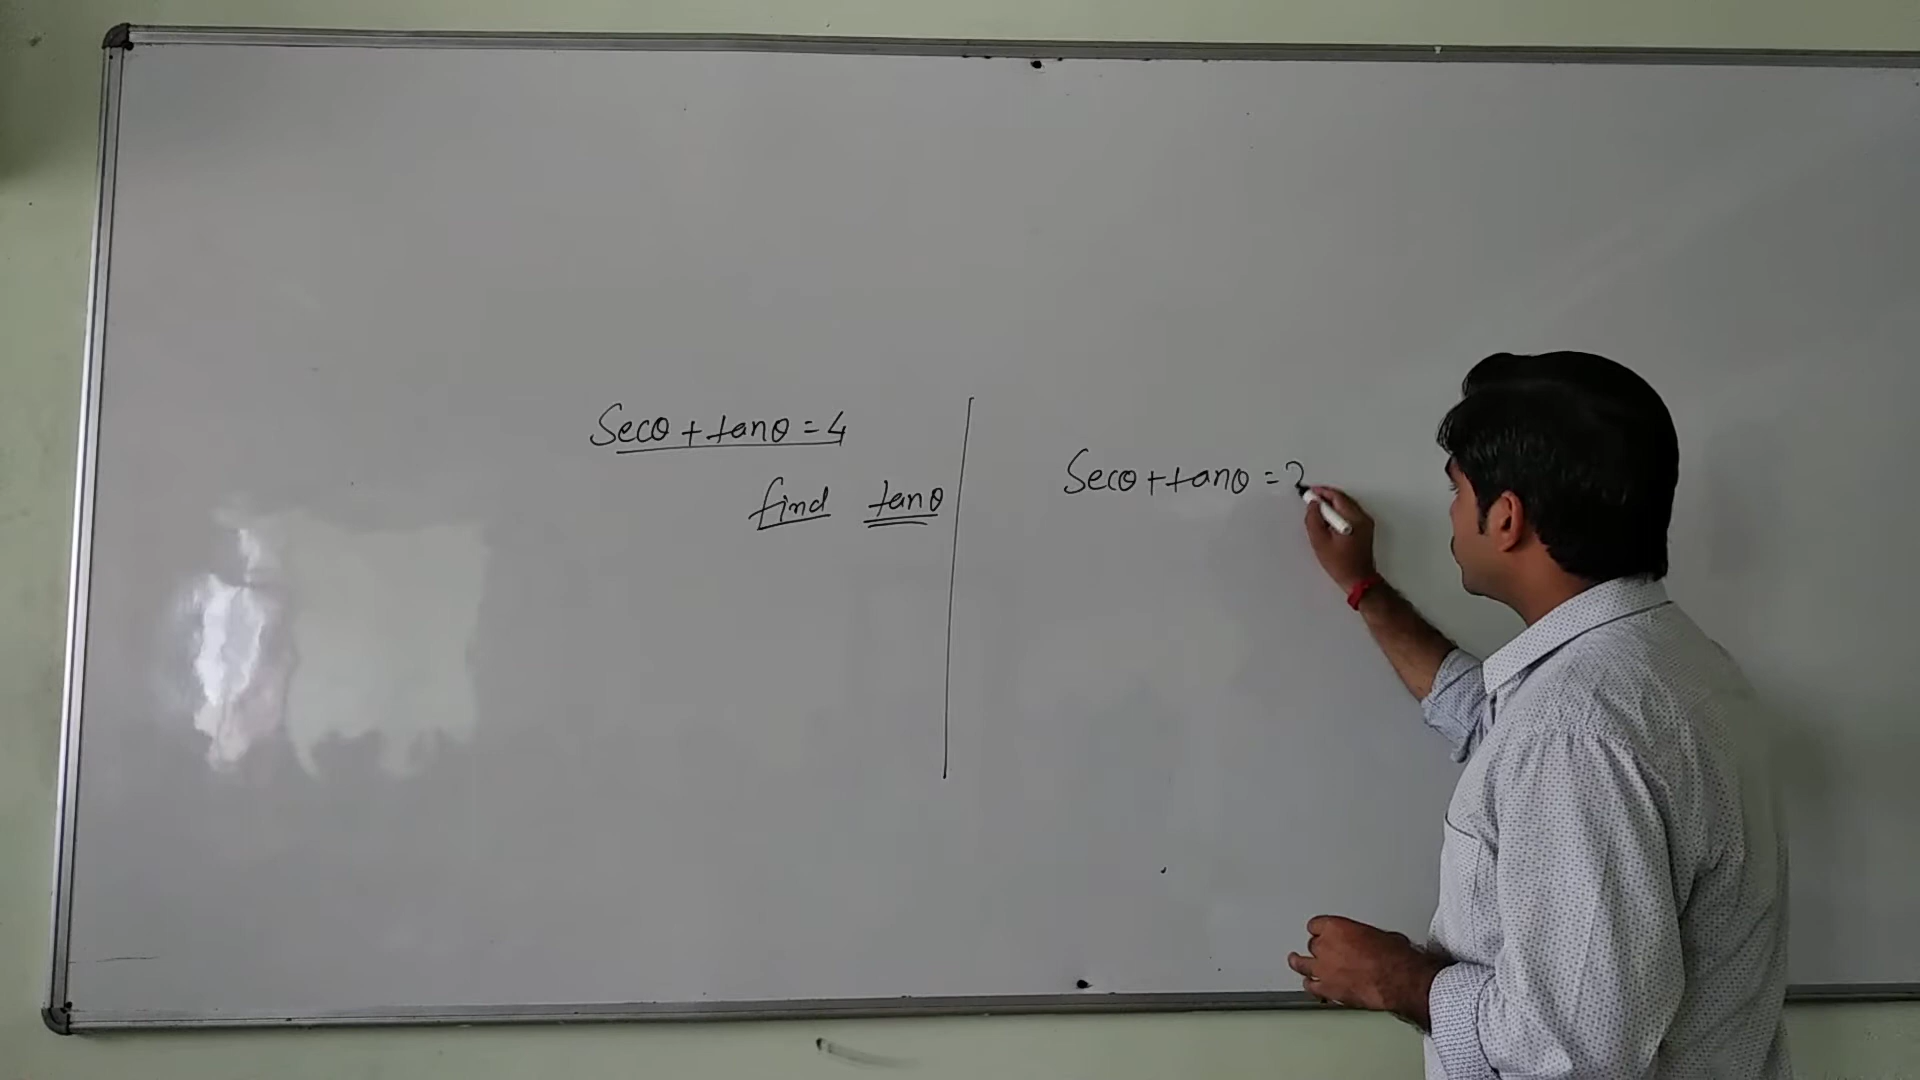 Secθ + tanθ = 4
find tanθ
Secθ + tanθ =